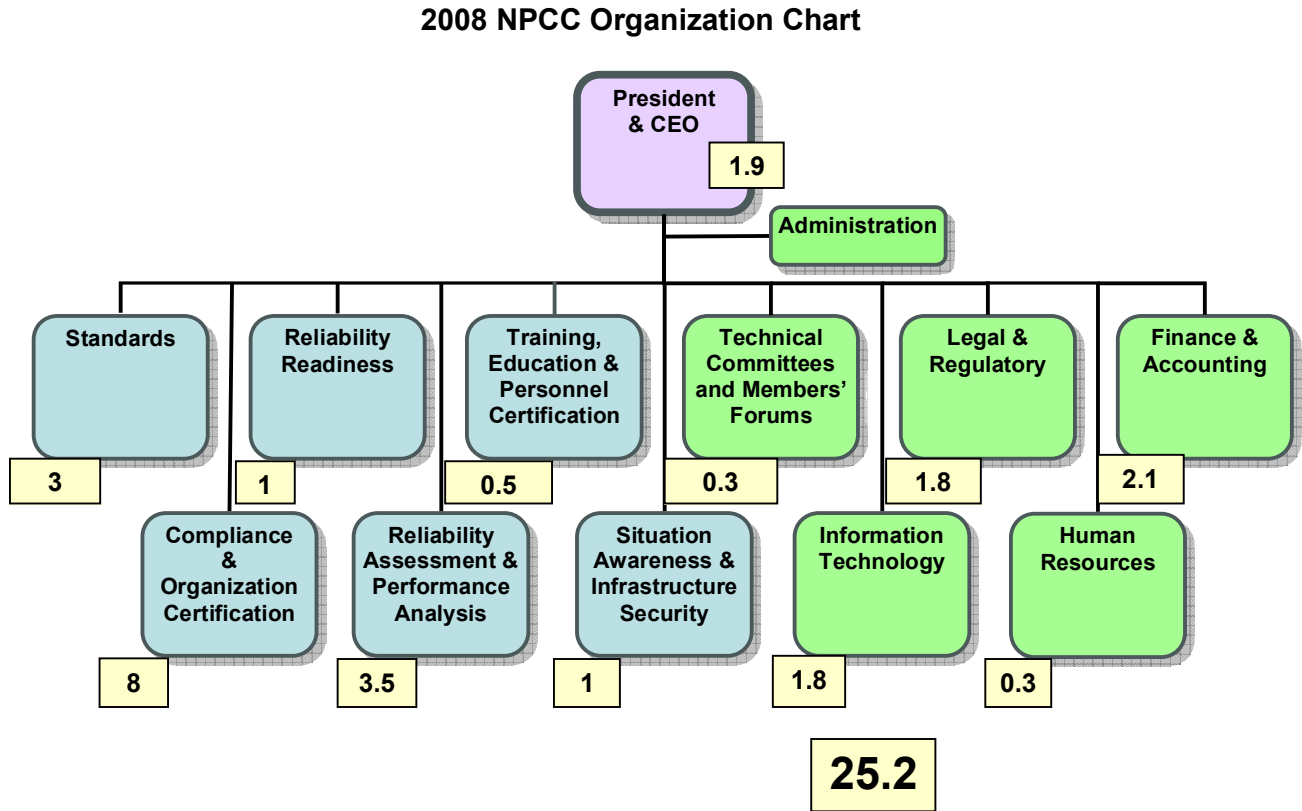 2008 NPCC Organization Chart
President
& CEO
1.9
Administration
Standards
3
Reliability
Readiness
1
Training,
Education &
Personnel
Certification
0.5
Technical
Committees
and Members’
Forums
0.3
Legal &
Regulatory
1.8
Finance &
Accounting
2.1
Compliance
&
Organization
Certification
8
Reliability
Assessment &
Performance
Analysis
3.5
Situation
Awareness &
Infrastructure
Security
1
Information
Technology
1.8
Human
Resources
0.3
25.2